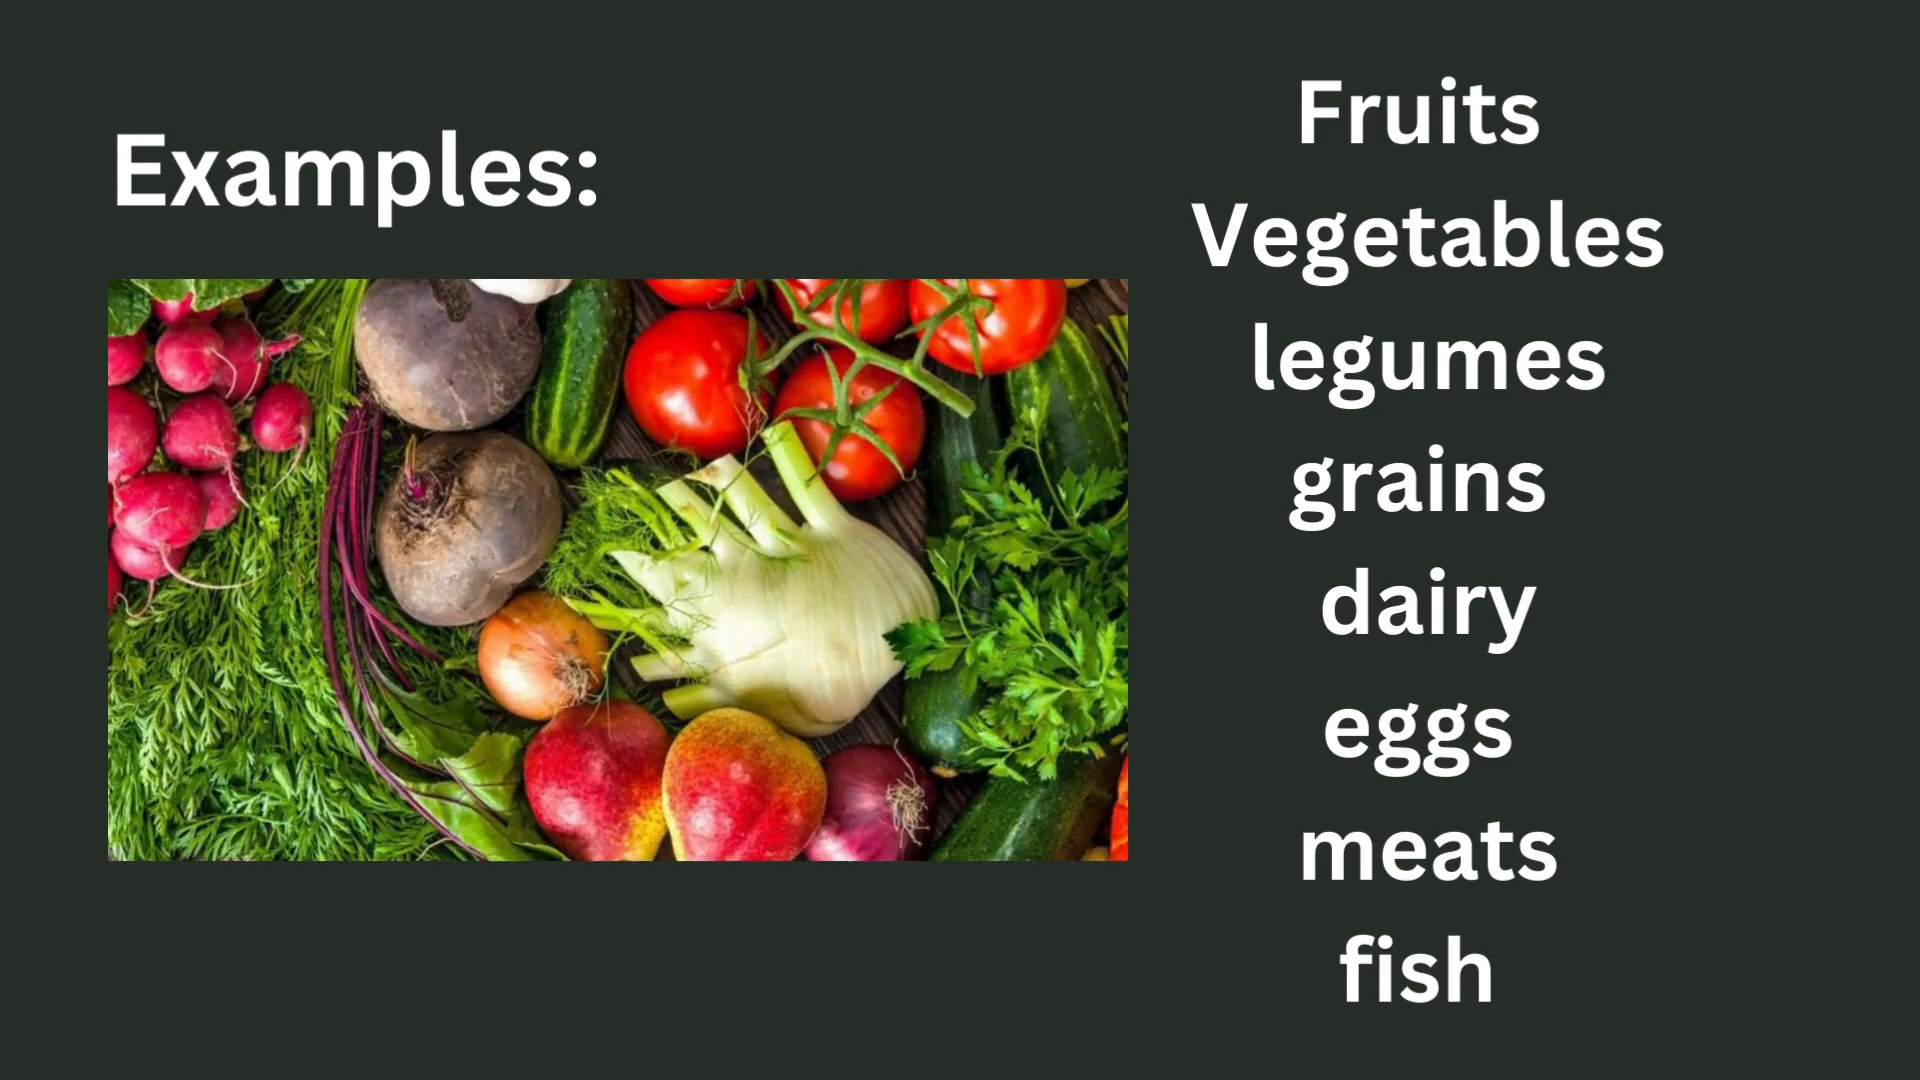 Examples:
Fruits
Vegetables
legumes
grains
dairy
eggs
meats
fish